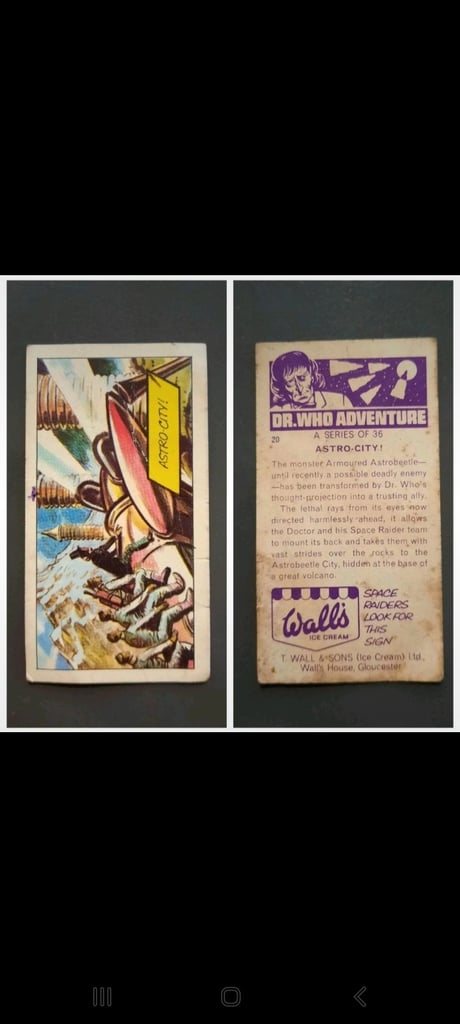 ASTRO-CITY!
DR.WHO ADVENTURE
20
A SERIES OF 36
ASTRO-CITY!
The monster Armoured Astrobeetle—
until recently a possible deadly enemy
—has been transformed by Dr. Who's
thought-projection into a trusting ally.
The lethal rays from its eyes now
directed harmlessly ahead, it allows
the Doctor and his Space Raider team
to mount its back and takes them with
vast strides over the rocks to the
Astrobeetle City, hidden at the base of
a great volcano.
Wall's
ICE CREAM
SPACE
RAIDERS
LOOK FOR
THIS
SIGN
T. WALL & SONS (Ice Cream) Ltd.,
Wall's House, Gloucester